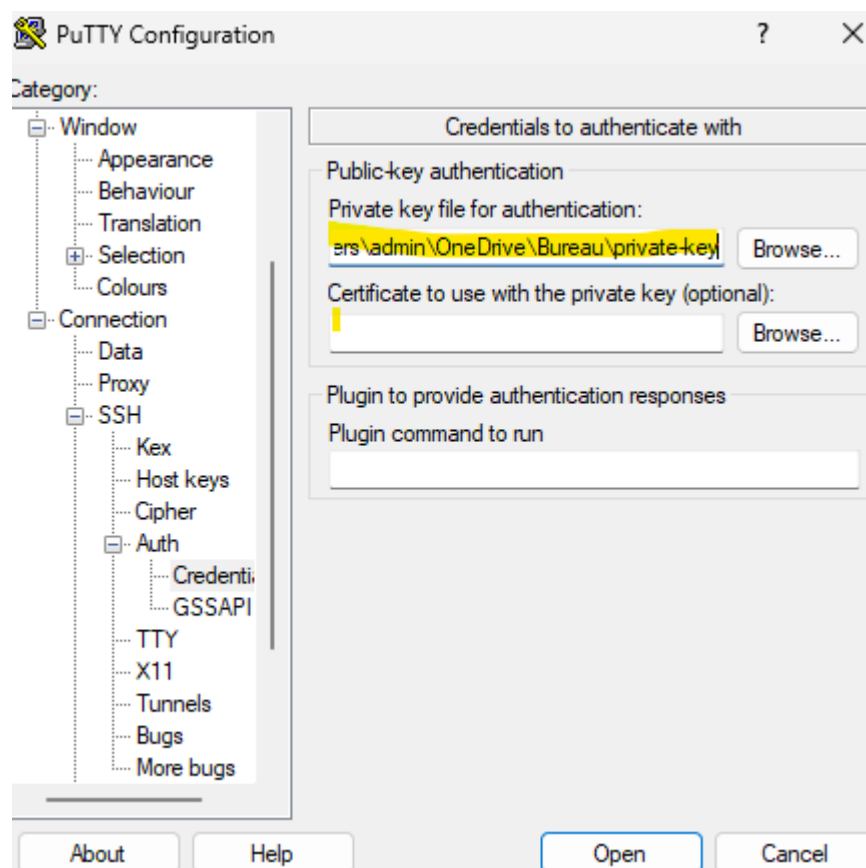 PuTTY Configuration ? ×
Category:
Window
Appearance
Behaviour
Translation
Selection
Colours
Connection
Data
Proxy
SSH
Kex
Host keys
Cipher
Auth
Credentia
GSSAPI
TTY
X11
Tunnels
Bugs
More bugs
Credentials to authenticate with
Public-key authentication
Private key file for authentication:
ers\admin\OneDrive\Bureau\private-key
Browse...
Certificate to use with the private key (optional):
Browse...
Plugin to provide authentication responses
Plugin command to run
About
Help
Open
Cancel